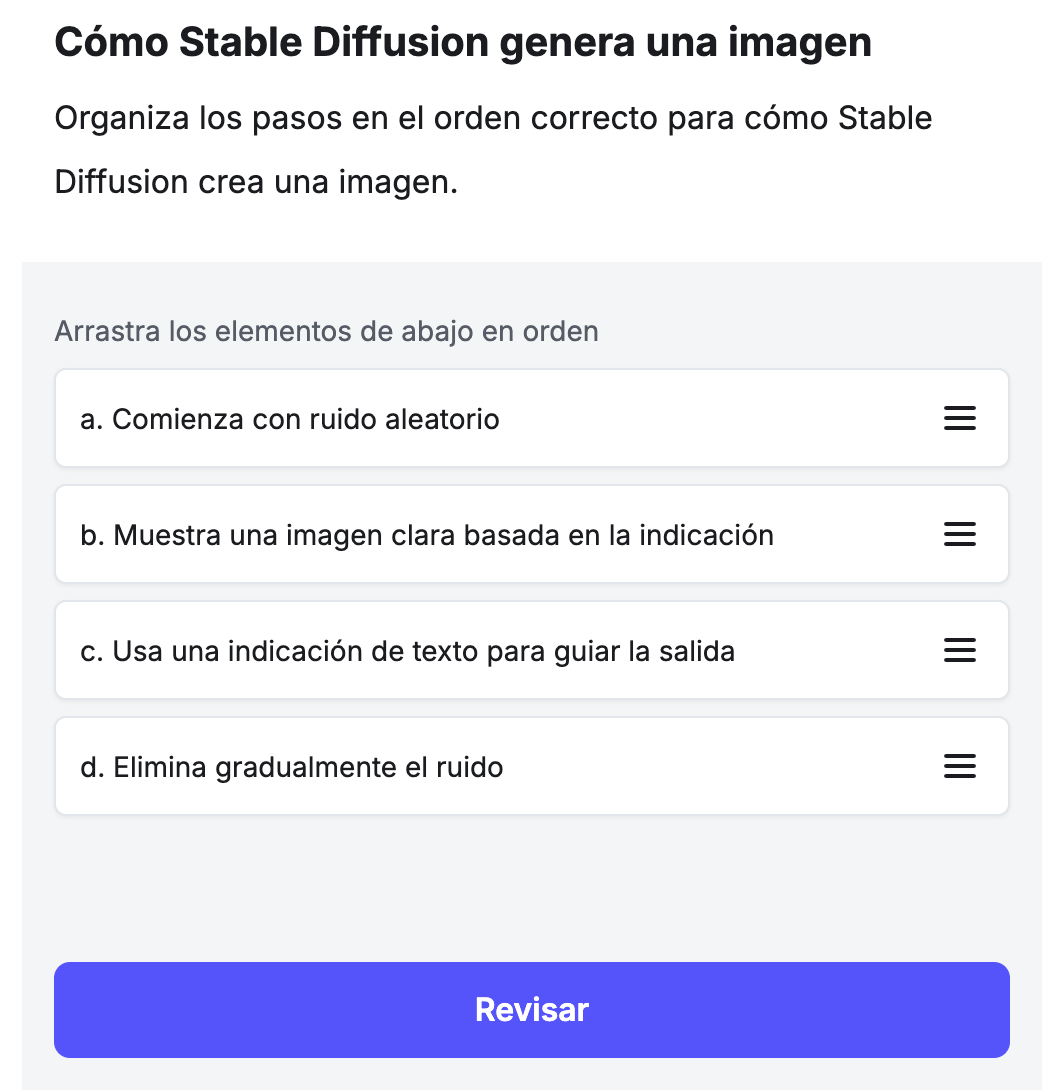 Cómo Stable Diffusion genera una imagen
Organiza los pasos en el orden correcto para cómo Stable
Diffusion crea una imagen.
Arrastra los elementos de abajo en orden
a. Comienza con ruido aleatorio
b. Muestra una imagen clara basada en la indicación
c. Usa una indicación de texto para guiar la salida
d. Elimina gradualmente el ruido
Revisar